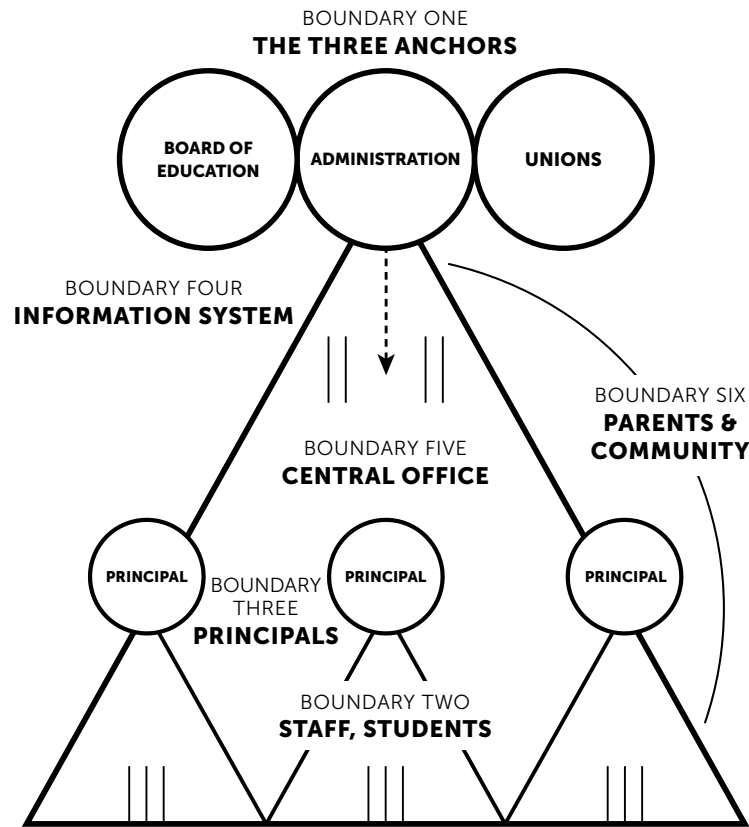 BOUNDARY ONE
THE THREE ANCHORS
BOARD OF
EDUCATION
ADMINISTRATION
UNIONS
BOUNDARY FOUR
INFORMATION SYSTEM
BOUNDARY SIX
PARENTS &
COMMUNITY
BOUNDARY FIVE
CENTRAL OFFICE
PRINCIPAL
BOUNDARY
THREE
PRINCIPALS
PRINCIPAL
PRINCIPAL
BOUNDARY TWO
STAFF, STUDENTS